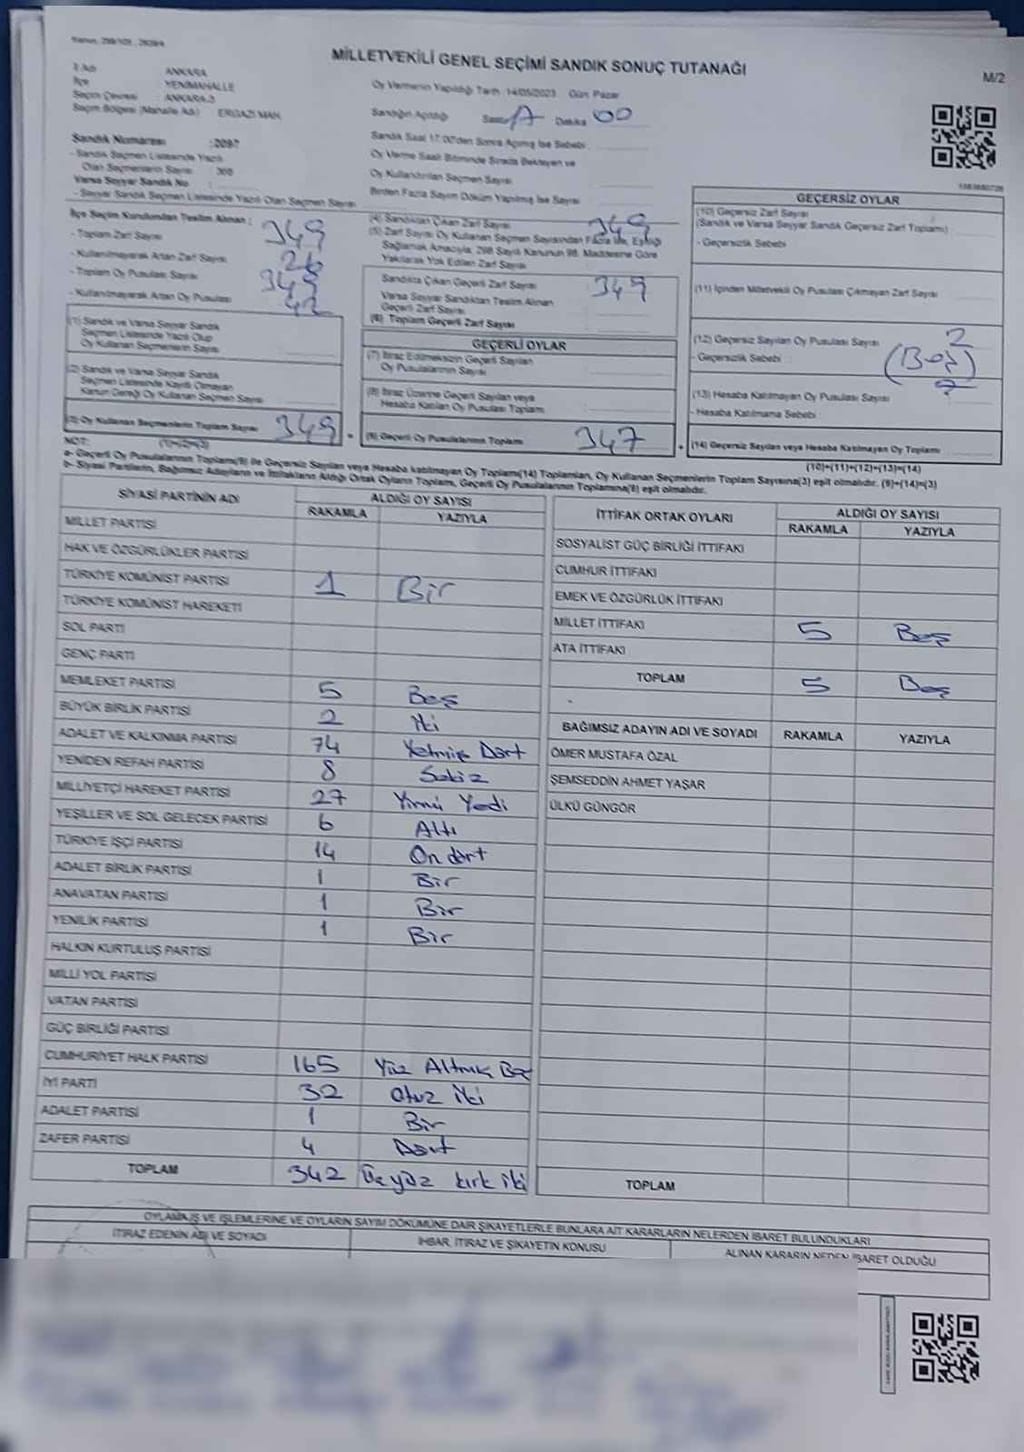 MİLLETVEKİLİ GENEL SEÇİMİ SANDIK SONUÇ TUTANAĞI
M/2
İl Adı ANKARA
İlçe YENİMAHALLE
Seçim Çevresi ANKARA-3
Seçim Bölgesi (Mahalle Adı) ERGAZİ MAH.
Oy Vermenin Yapıldığı Tarih :14/05/2023 Gün Pazar
Sandığın Açıldığı Saat Dakika 00
Sandık Saat 17:00'den Sonra Açılmış İse Sebebi
Oy Verme Saati Bitiminde Sırada Bekleyen ve
Oy Kullandırılan Seçmen Sayısı
Birden Fazla Sayım Döküm Yapılmış İse Sayısı
Sandık Numarası :2097
- Sandık Seçmen Listesinde Yazılı
Olan Seçmenlerin Sayısı
Varsa Seyyar Sandık No
- Seyyar Sandık Seçmen Listesinde Yazılı Olan Seçmen Sayısı
İlçe Seçim Kurulundan Teslim Alınan :
- Toplam Zarf Sayısı 349
- Kullanılmayarak Artan Zarf Sayısı
- Toplam Oy Pusulası Sayısı
- Kullanılmayarak Artan Oy Pusulası 42
(1) Sandık ve Varsa Seyyar Sandık
Seçmen Listesinde Yazılı Olup
Oy Kullanan Seçmenlerin Sayısı
(2) Sandık ve Varsa Seyyar Sandık
Seçmen Listesinde Kayıtlı Olmayan
Kanun Gereği Oy Kullanan Seçmen Sayısı
(3) Oy Kullanan Seçmenlerin Toplam Sayısı 349
(1)+(2)=(3)
(4) Sandıktan Çıkan Zarf Sayısı 349
(5) Zarf Sayısı Oy Kullanan Seçmen Sayısından Fazla İse, Eşitliği
Sağlamak Amacıyla, 298 Sayılı Kanunun 98. Maddesine Göre
Yakılarak Yok Edilen Zarf Sayısı
Sandıkta Çıkan Geçerli Zarf Sayısı 349
Varsa Seyyar Sandıktan Teslim Alınan
Geçerli Zarf Sayısı
(6) Toplam Geçerli Zarf Sayısı
GEÇERLİ OYLAR
(7) İtiraz Edilmeksizin Geçerli Sayılan
Oy Pusulalarının Sayısı
(8) İtiraz Üzerine Geçerli Sayılan veya
Hesaba Katılan Oy Pusulası Toplamı
(9) Geçerli Oy Pusulalarının Toplamı 347
GEÇERSİZ OYLAR
(10) Geçersiz Zarf Sayısı
(Sandık ve Varsa Seyyar Sandık Geçersiz Zarf Toplamı)
- Geçersizlik Sebebi
(11) İçinden Milletvekili Oy Pusulası Çıkmayan Zarf Sayısı
(12) Geçersiz Sayılan Oy Pusulası Sayısı 2
- Geçersizlik Sebebi (Boş)
(13) Hesaba Katılmayan Oy Pusulası Sayısı
- Hesaba Katılmama Sebebi
(14) Geçersiz Sayılan veya Hesaba Katılmayan Oy Toplamı
(10)+(11)+(12)+(13)=(14)
NOT:
a- Geçerli Oy Pusulalarının Toplamı(9) ile Geçersiz Sayılan veya Hesaba katılmayan Oy Toplamı(14) Toplamları, Oy Kullanan Seçmenlerin Toplam Sayısına(3) eşit olmalıdır. (9)+(14)=(3)
b- Siyasi Partilerin, Bağımsız Adayların ve İttifakların Aldığı Ortak Oyların Toplamı, Geçerli Oy Pusulalarının Toplamına(9) eşit olmalıdır.
SİYASİ PARTİNİN ADI ALDIĞI OY SAYISI
RAKAMLA YAZIYLA
MİLLET PARTİSİ
HAK VE ÖZGÜRLÜKLER PARTİSİ
TÜRKİYE KOMÜNİST PARTİSİ 1 Bir
TÜRKİYE KOMÜNİST HAREKETİ
SOL PARTİ
GENÇ PARTİ
MEMLEKET PARTİSİ 5 Beş
BÜYÜK BİRLİK PARTİSİ 2 İki
ADALET VE KALKINMA PARTİSİ 74 Yetmiş Dört
YENİDEN REFAH PARTİSİ 8 Sekiz
MİLLİYETÇİ HAREKET PARTİSİ 27 Yirmi Yedi
YEŞİLLER VE SOL GELECEK PARTİSİ 6 Altı
TÜRKİYE İŞÇİ PARTİSİ 14 On dört
ADALET BİRLİK PARTİSİ 1 Bir
ANAVATAN PARTİSİ 1 Bir
YENİLİK PARTİSİ 1 Bir
HALKIN KURTULUŞ PARTİSİ
MİLLİ YOL PARTİSİ
VATAN PARTİSİ
GÜÇ BİRLİĞİ PARTİSİ
CUMHURİYET HALK PARTİSİ 165 Yüz Altmış Beş
İYİ PARTİ 32 Otuz iki
ADALET PARTİSİ 1 Bir
ZAFER PARTİSİ 4 Dört
TOPLAM 342 Üçyüz kırk iki
İTTİFAK ORTAK OYLARI ALDIĞI OY SAYISI
RAKAMLA YAZIYLA
SOSYALİST GÜÇ BİRLİĞİ İTTİFAKI
CUMHUR İTTİFAKI
EMEK VE ÖZGÜRLÜK İTTİFAKI
MİLLET İTTİFAKI 5 Beş
ATA İTTİFAKI
TOPLAM 5 Beş
BAĞIMSIZ ADAYIN ADI VE SOYADI RAKAMLA YAZIYLA
ÖMER MUSTAFA ÖZAL
ŞEMSEDDİN AHMET YAŞAR
ÜLKÜ GÜNGÖR
TOPLAM
OYLAMA İŞ VE İŞLEMLERİNE VE OYLARIN SAYIM DÖKÜMÜNE DAİR ŞİKAYETLERLE BUNLARA AİT KARARLARIN NELERDEN İBARET BULUNDUKLARI
İTİRAZ EDENİN ADI VE SOYADI İHBAR, İTİRAZ VE ŞİKAYETİN KONUSU ALINAN KARARIN NEDEN İBARET OLDUĞU